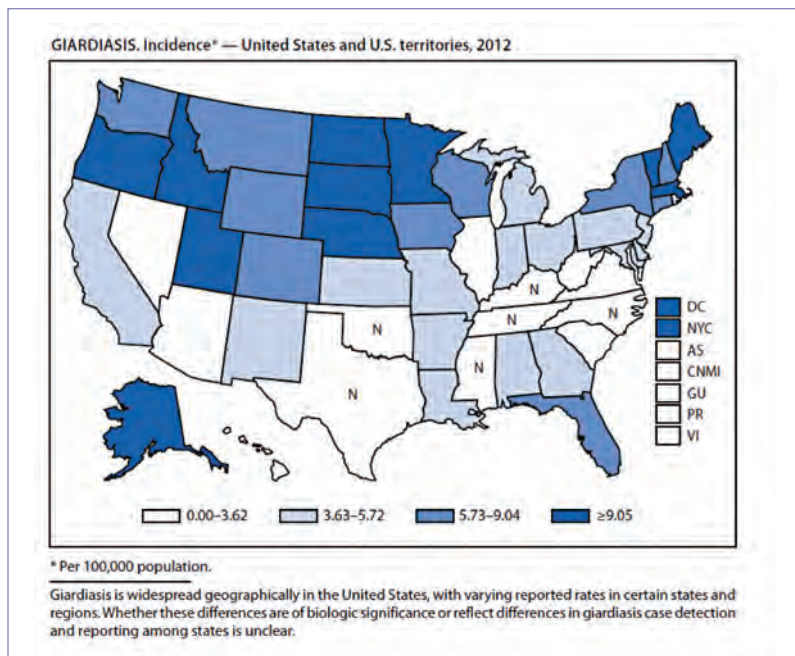 GIARDIASIS. Incidence* — United States and U.S. territories, 2012
N
N
N
N
N
N
DC
NYC
AS
CNMI
GU
PR
VI
0.00–3.62
3.63–5.72
5.73–9.04
≥9.05
* Per 100,000 population.
Giardiasis is widespread geographically in the United States, with varying reported rates in certain states and
regions. Whether these differences are of biologic significance or reflect differences in giardiasis case detection
and reporting among states is unclear.